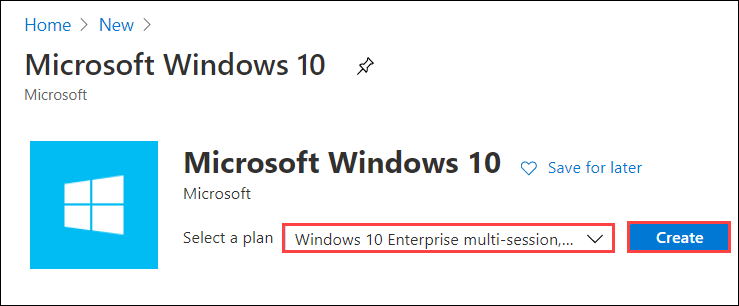 Home > New >
Microsoft Windows 10
Microsoft
Microsoft Windows 10
Save for later
Microsoft
Select a plan
Windows 10 Enterprise multi-session,...
Create